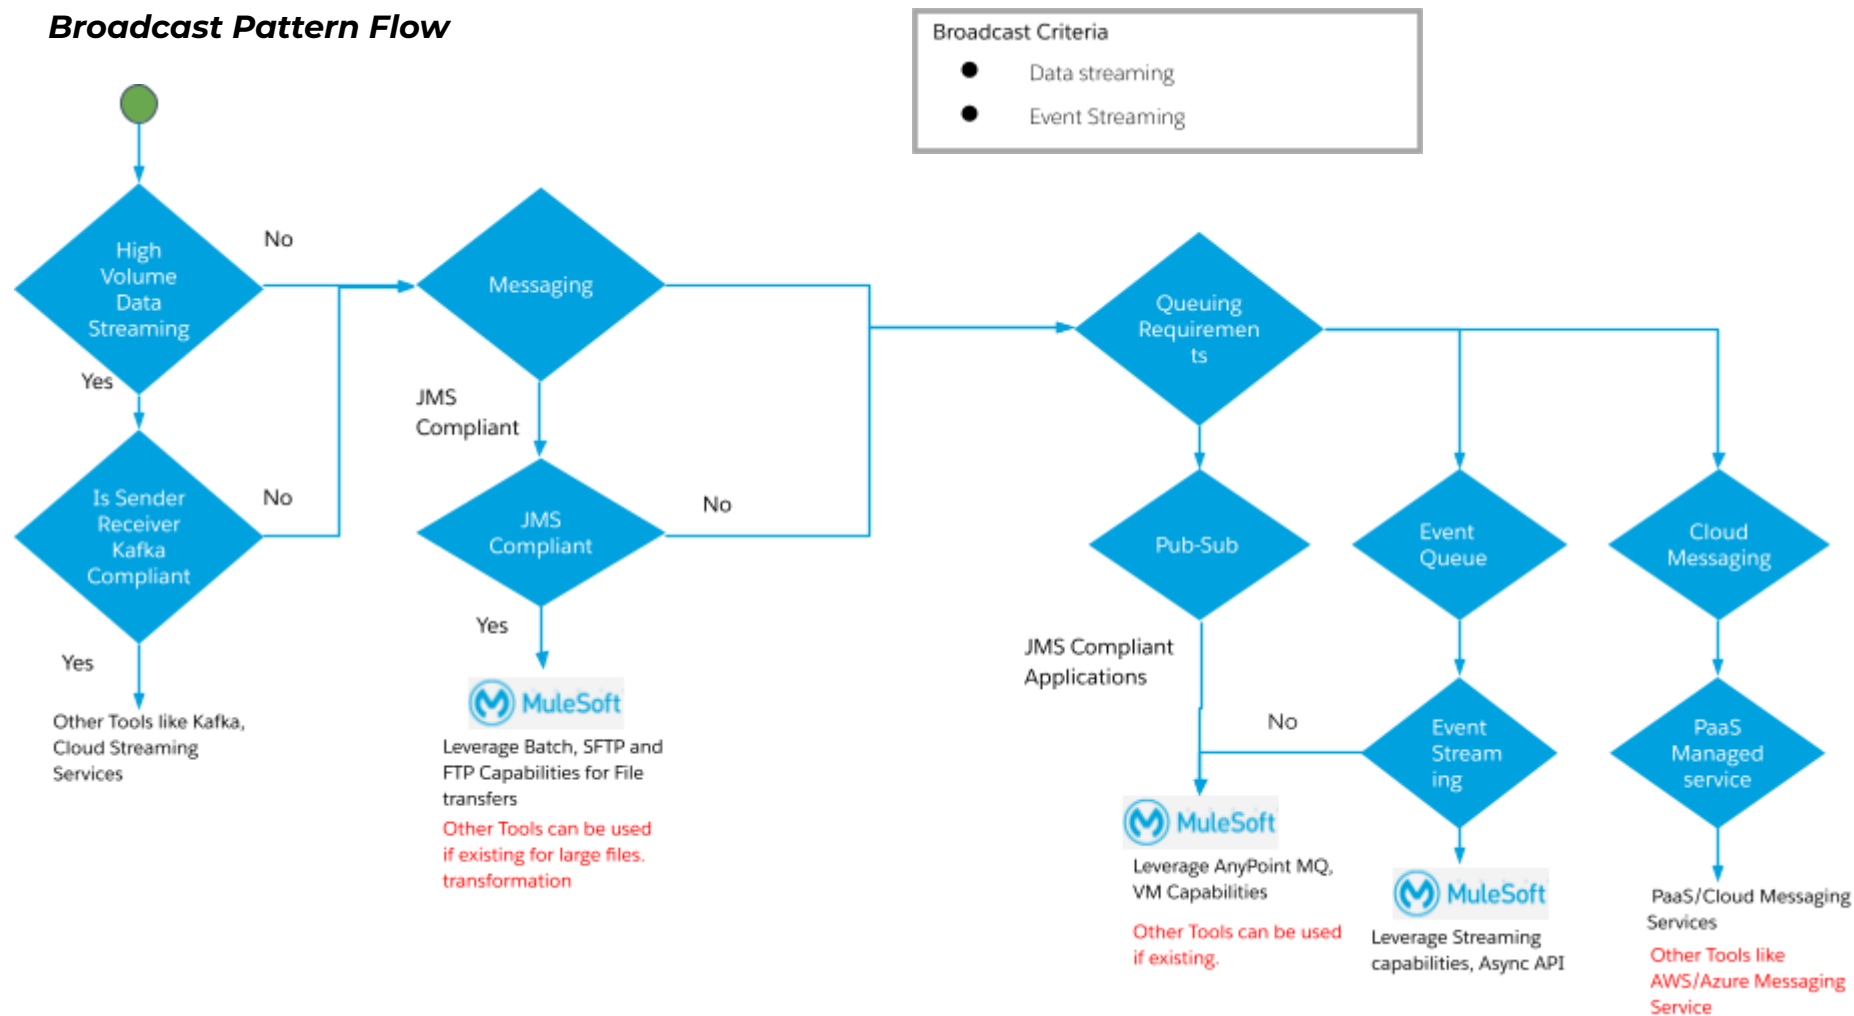 Broadcast Pattern Flow
Broadcast Criteria
Data streaming
Event Streaming
High
Volume
Data
Streaming
No
Yes
Is Sender
Receiver
Kafka
Compliant
No
Yes
Other Tools like Kafka,
Cloud Streaming
Services
Messaging
JMS
Compliant
JMS
Compliant
No
Yes
MuleSoft
Leverage Batch, SFTP and
FTP Capabilities for File
transfers
Other Tools can be used
if existing for large files.
transformation
Queuing
Requiremen
ts
Pub-Sub
JMS Compliant
Applications
MuleSoft
Leverage AnyPoint MQ,
VM Capabilities
Other Tools can be used
if existing.
Event
Queue
Event
Stream
ing
No
MuleSoft
Leverage Streaming
capabilities, Async API
Cloud
Messaging
PaaS
Managed
service
PaaS/Cloud Messaging
Services
Other Tools like
AWS/Azure Messaging
Service